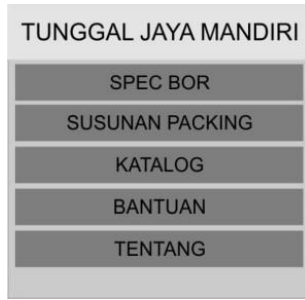 TUNGGAL JAYA MANDIRI
SPEC BOR
SUSUNAN PACKING
KATALOG
BANTUAN
TENTANG